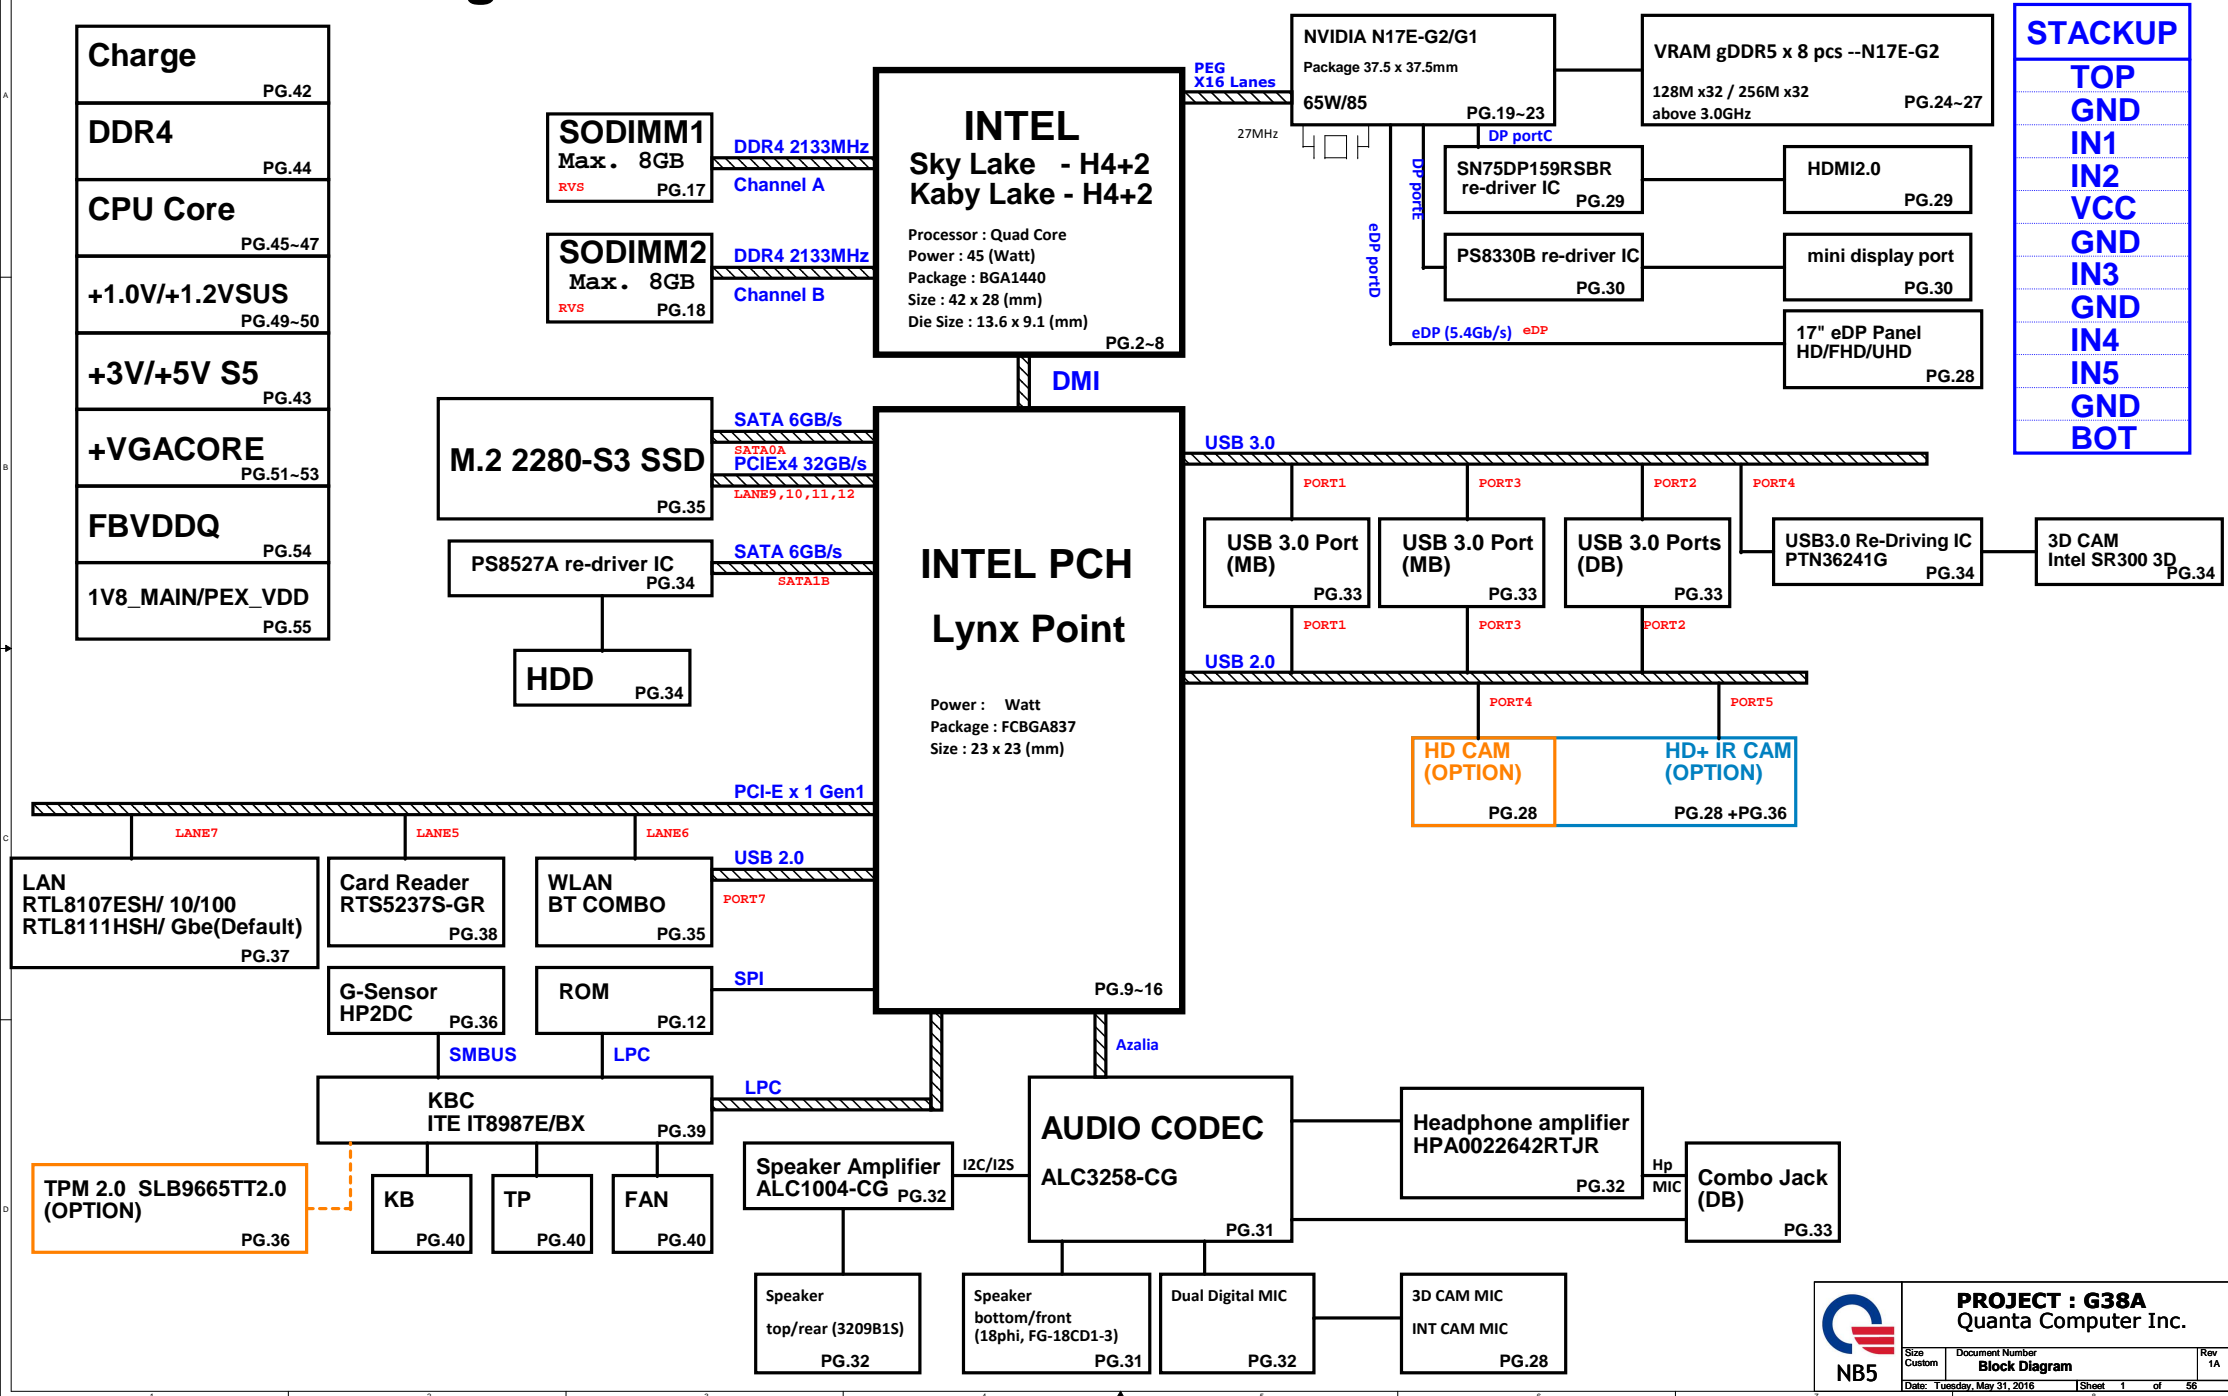 Charge
PG.42
DDR4
PG.44
CPU Core
PG.45~47
+1.0V/+1.2VSUS
PG.49~50
+3V/+5V S5
PG.43
+VGACORE
PG.51~53
FBVDDQ
PG.54
1V8_MAIN/PEX_VDD
PG.55
SODIMM1
Max. 8GB
RVS
PG.17
DDR4 2133MHz
Channel A
SODIMM2
Max. 8GB
RVS
PG.18
DDR4 2133MHz
Channel B
INTEL
Sky Lake - H4+2
Kaby Lake - H4+2
Processor : Quad Core
Power : 45 (Watt)
Package : BGA1440
Size : 42 x 28 (mm)
Die Size : 13.6 x 9.1 (mm)
PG.2~8
PEG
X16 Lanes
NVIDIA N17E-G2/G1
Package 37.5 x 37.5mm
65W/85
PG.19~23
27MHz
VRAM gDDR5 x 8 pcs --N17E-G2
128M x32 / 256M x32
above 3.0GHz
PG.24~27
DP portC
DP portE
eDP portD
SN75DP159RSBR
re-driver IC
PG.29
HDMI2.0
PG.29
PS8330B re-driver IC
PG.30
mini display port
PG.30
eDP (5.4Gb/s)
eDP
17" eDP Panel
HD/FHD/UHD
PG.28
STACKUP
TOP
GND
IN1
IN2
VCC
GND
IN3
GND
IN4
IN5
GND
BOT
DMI
M.2 2280-S3 SSD
PG.35
SATA 6GB/s
SATA0A
PCIEx4 32GB/s
LANE9,10,11,12
PS8527A re-driver IC
PG.34
SATA 6GB/s
SATA1B
HDD
PG.34
INTEL PCH
Lynx Point
Power : Watt
Package : FCBGA837
Size : 23 x 23 (mm)
PG.9~16
USB 3.0
PORT1
PORT3
PORT2
PORT4
USB 3.0 Port
(MB)
PG.33
USB 3.0 Port
(MB)
PG.33
USB 3.0 Ports
(DB)
PG.33
USB3.0 Re-Driving IC
PTN36241G
PG.34
3D CAM
Intel SR300 3D
PG.34
PORT1
PORT3
PORT2
USB 2.0
PORT4
PORT5
HD CAM
(OPTION)
PG.28
HD+ IR CAM
(OPTION)
PG.28 +PG.36
PCI-E x 1 Gen1
LANE7
LANE5
LANE6
LAN
RTL8107ESH/ 10/100
RTL8111HSH/ Gbe(Default)
PG.37
Card Reader
RTS5237S-GR
PG.38
WLAN
BT COMBO
PG.35
USB 2.0
PORT7
G-Sensor
HP2DC
PG.36
ROM
PG.12
SPI
SMBUS
LPC
KBC
ITE IT8987E/BX
PG.39
LPC
Azalia
TPM 2.0 SLB9665TT2.0
(OPTION)
PG.36
KB
PG.40
TP
PG.40
FAN
PG.40
Speaker Amplifier
ALC1004-CG
PG.32
I2C/I2S
AUDIO CODEC
ALC3258-CG
PG.31
Headphone amplifier
HPA0022642RTJR
PG.32
Hp
MIC
Combo Jack
(DB)
PG.33
Speaker
top/rear (3209B1S)
PG.32
Speaker
bottom/front
(18phi, FG-18CD1-3)
PG.31
Dual Digital MIC
PG.32
3D CAM MIC
INT CAM MIC
PG.28
NB5
PROJECT : G38A
Quanta Computer Inc.
Size
Custom
Document Number
Block Diagram
Rev
1A
Date: Tuesday, May 31, 2016
Sheet 1 of 56